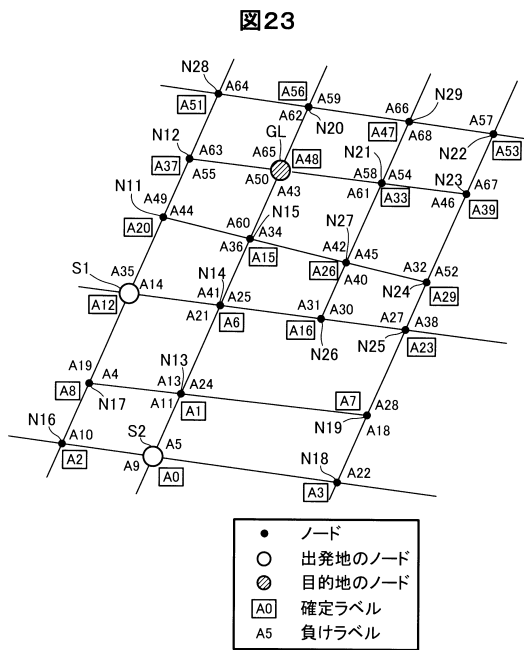 図23
N28 A64 A56 A59 A66 N29
A51 A62 N20 A47 A68 A57
N12 A63 GL A65 A48 N21 N22 A53
A37 A55 A50 A43 A58 A54 N23 A67
N11 A49 A61 A33 A46 A39
A44 A60 N15 N27
A20 A36 A34 A42 A45
S1 A35 A15 A26 A40 A32 A52
A14 N14 N24 A29
A12 A41 A25 A31 A30 A27 A38
A21 A6 A16 N25 A23
N26
A19 A4 N13
A8 A13 A24 A7
N17 A11 A1 A28
N16 S2 N19 A18
A10 A5 N18
A2 A9 A0 A22
A3
ノード
出発地のノード
目的地のノード
A0 確定ラベル
A5 負けラベル